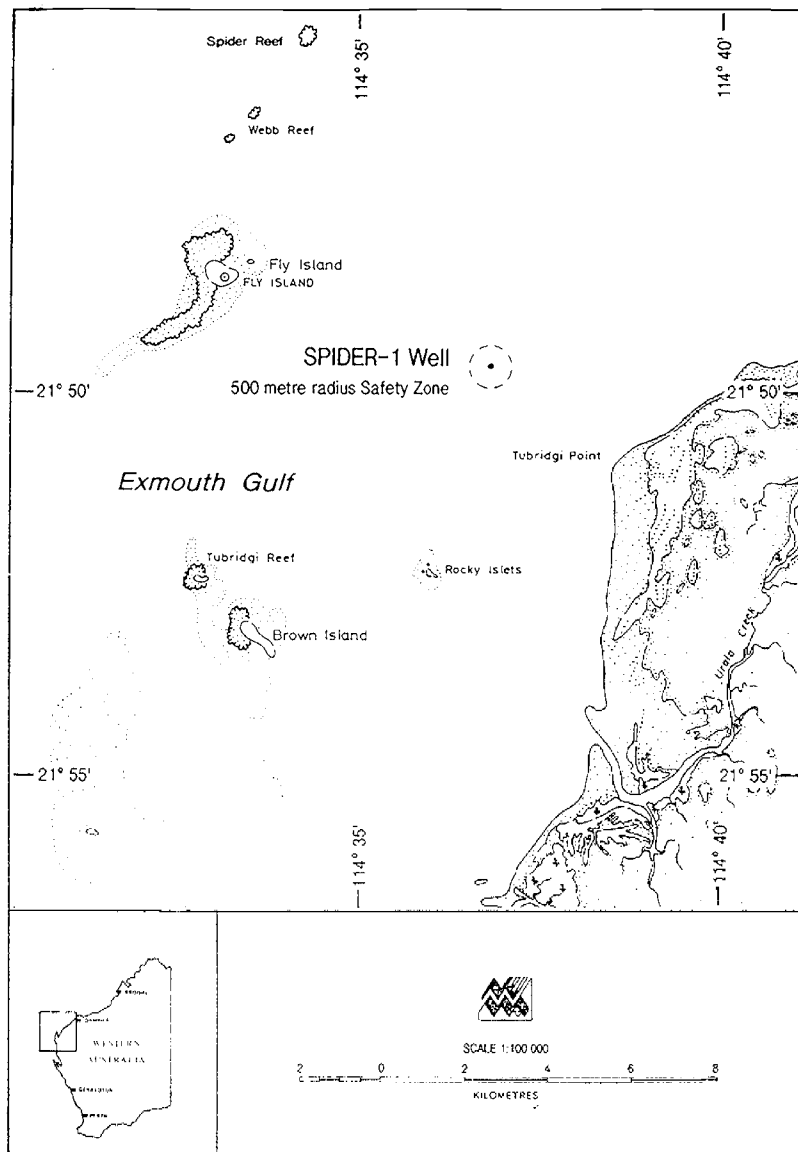 Spider Reef
114° 35'
114° 40'
Webb Reef
Fly Island
FLY ISLAND
SPIDER-1 Well
500 metre radius Safety Zone
21° 50'
21° 50'
Tubridgi Point
Exmouth Gulf
Tubridgi Reef
Rocky Islets
Brown Island
Urala Creek
21° 55'
21° 55'
114° 35'
114° 40'
BROOME
WESTERN
AUSTRALIA
GERALDTON
PERTH
SCALE 1:100 000
2 0 2 4 6 8
KILOMETRES